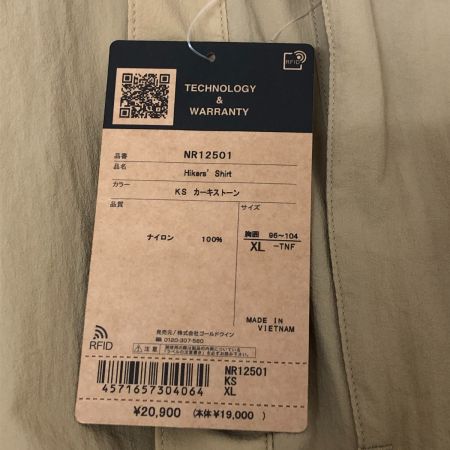 RFID
TECHNOLOGY
&
WARRANTY
品番 NR12501
品名 Hikers' Shirt
カラー KS カーキストーン
品質 サイズ
ナイロン 100%
胸囲 96~104
XL -TNF
MADE IN
VIETNAM
発売元/株式会社ゴールドウイン
0120-307-560
RFID
注意
NR12501
KS
XL
4571657304064
¥20,900 (本体¥19,000)